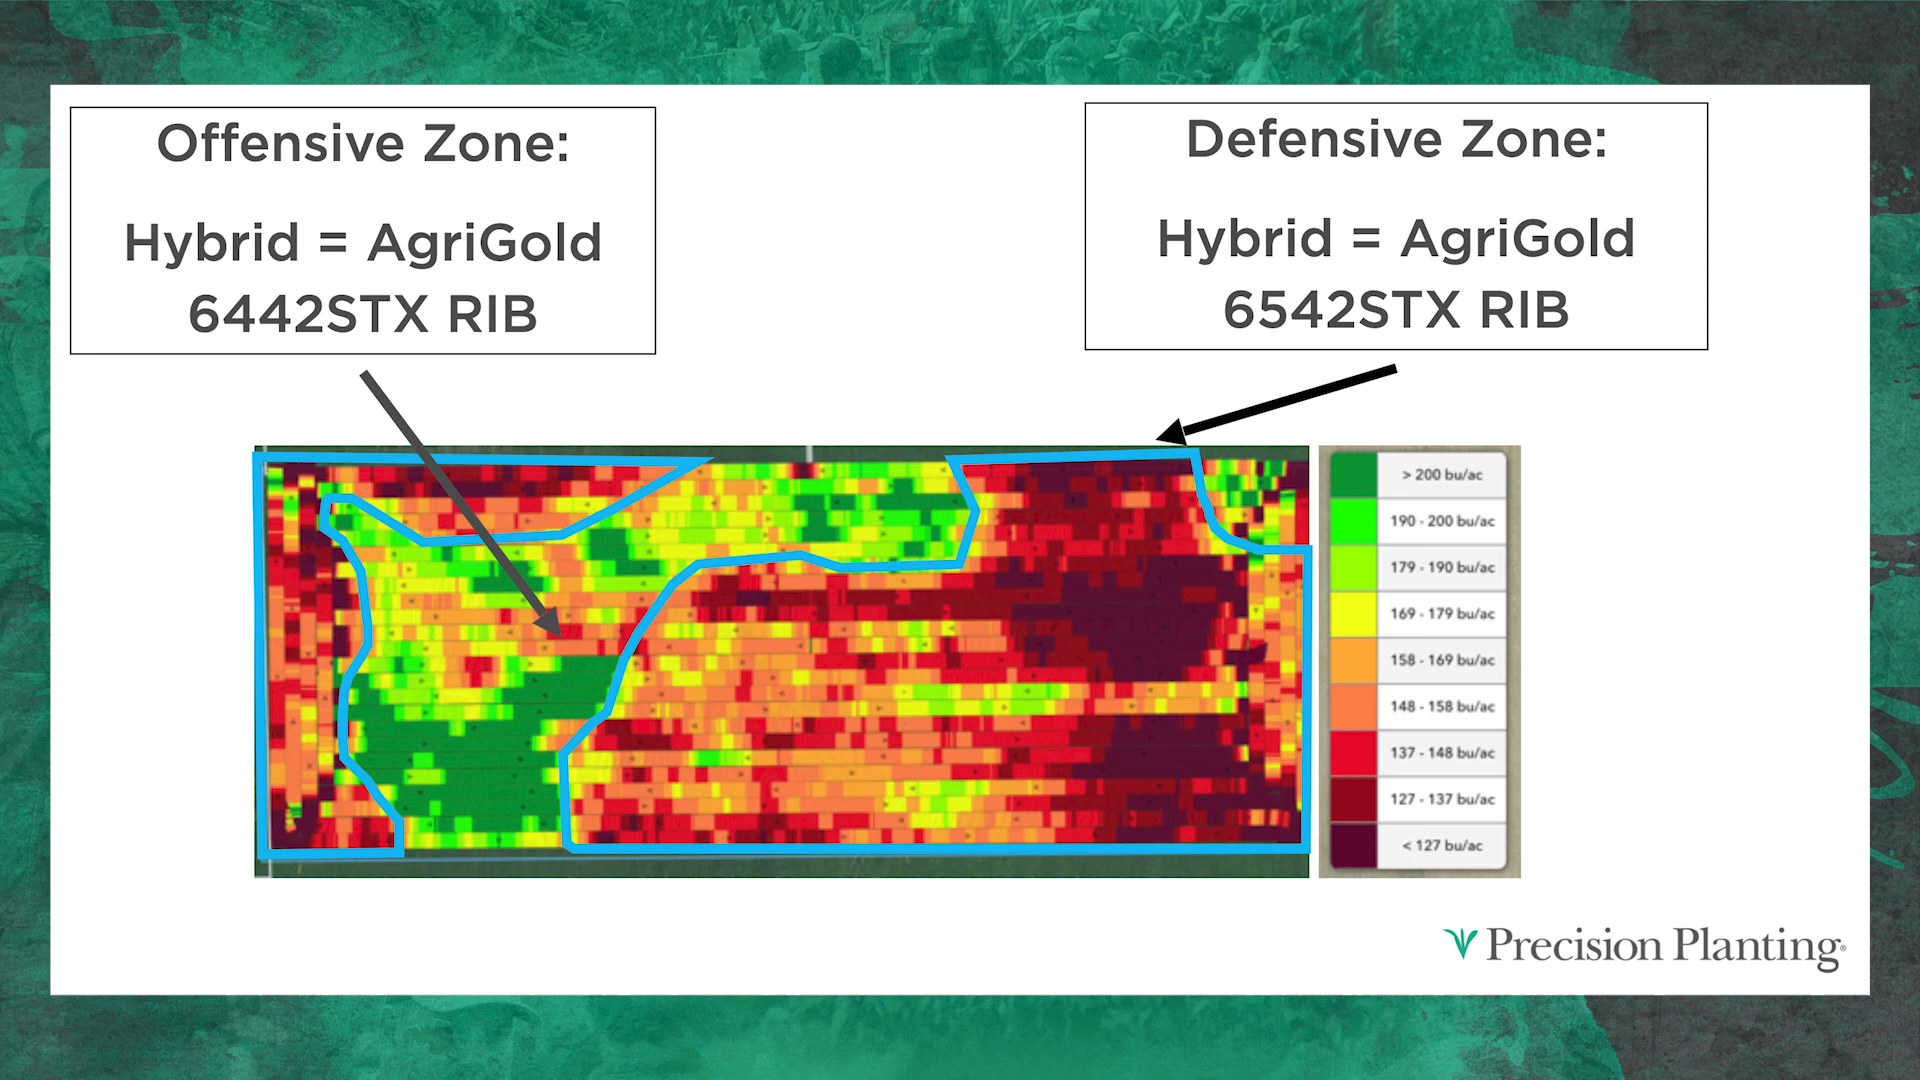 Offensive Zone:
Hybrid = AgriGold
6442STX RIB
Defensive Zone:
Hybrid = AgriGold
6542STX RIB
> 200 bu/ac
190 - 200 bu/ac
179 - 190 bu/ac
169 - 179 bu/ac
158 - 169 bu/ac
148 - 158 bu/ac
137 - 148 bu/ac
127 - 137 bu/ac
< 127 bu/ac
Precision Planting®